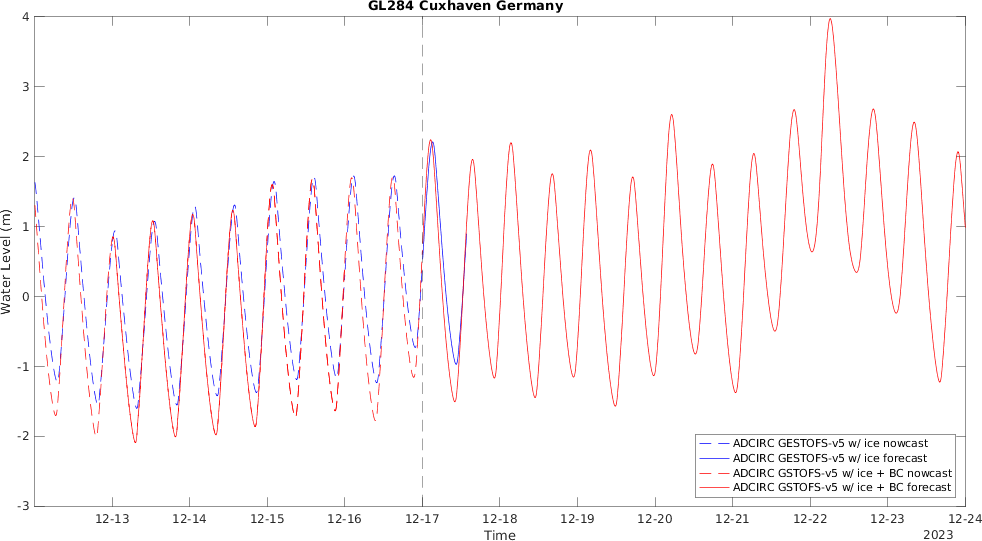 GL284 Cuxhaven Germany
4
3
2
1
0
-1
-2
-3
Water Level (m)
ADCIRC GESTOFS-v5 w/ ice nowcast
ADCIRC GESTOFS-v5 w/ ice forecast
ADCIRC GSTOFS-v5 w/ ice + BC nowcast
ADCIRC GSTOFS-v5 w/ ice + BC forecast
12-13 12-14 12-15 12-16 12-17 12-18 12-19 12-20 12-21 12-22 12-23 12-24
Time 2023